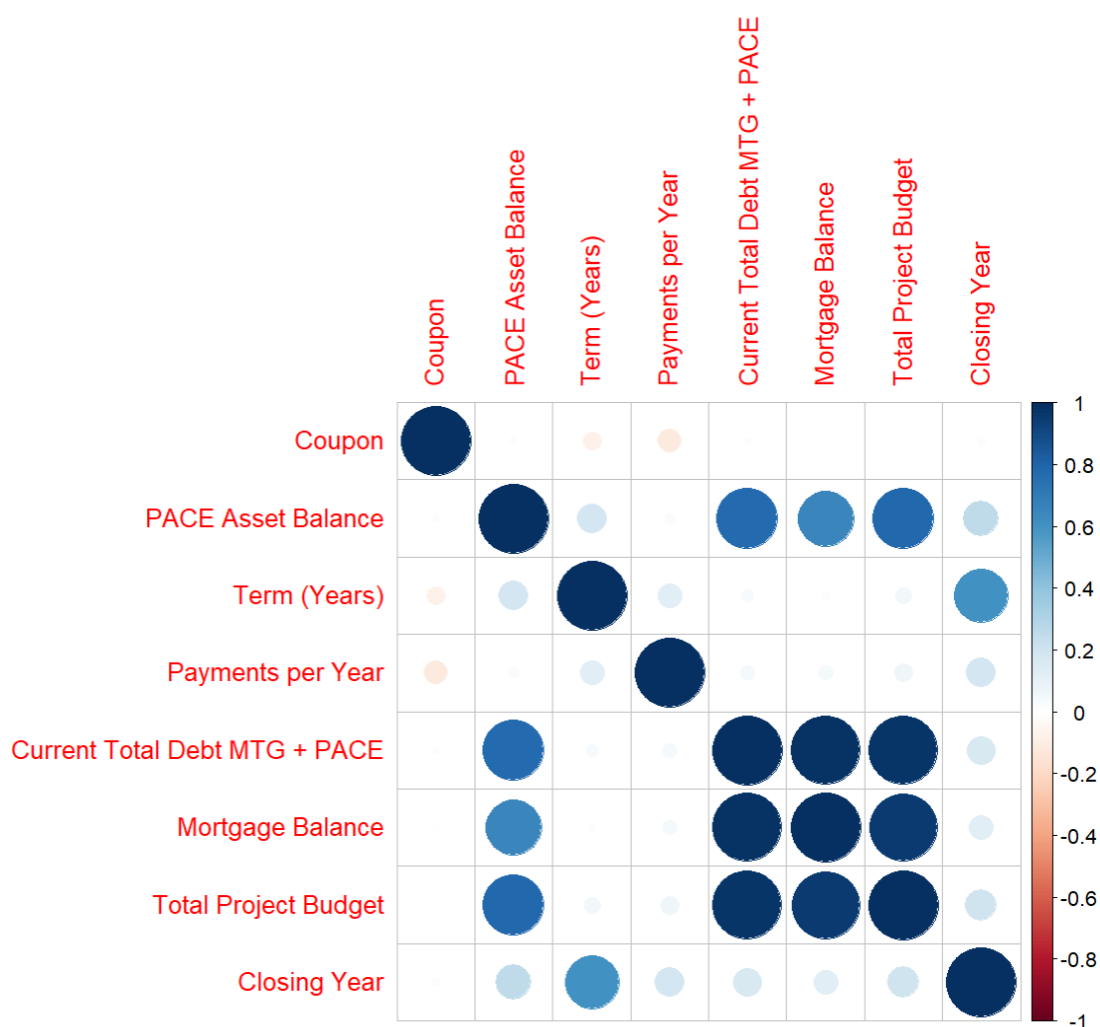 Coupon
PACE Asset Balance
Term (Years)
Payments per Year
Current Total Debt MTG + PACE
Mortgage Balance
Total Project Budget
Closing Year
Coupon
PACE Asset Balance
Term (Years)
Payments per Year
Current Total Debt MTG + PACE
Mortgage Balance
Total Project Budget
Closing Year
1
0.8
0.6
0.4
0.2
0
-0.2
-0.4
-0.6
-0.8
-1